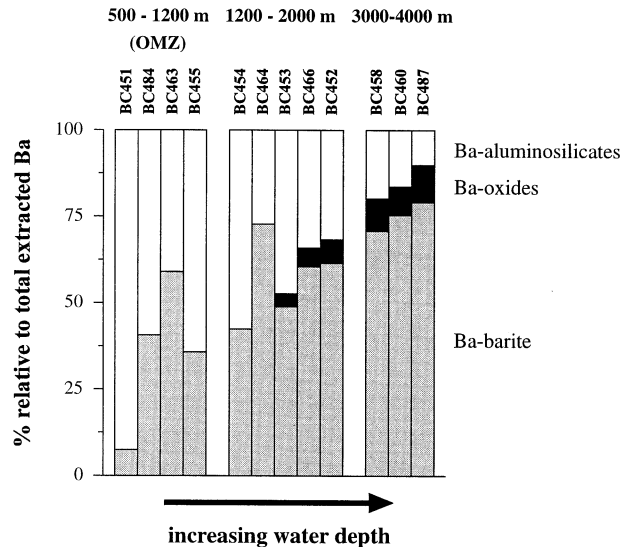 500 - 1200 m 1200 - 2000 m 3000-4000 m
(OMZ)
BC451 BC484 BC463 BC455 BC454 BC464 BC453 BC466 BC452 BC458 BC460 BC487
% relative to total extracted Ba
100
75
50
25
0
Ba-aluminosilicates
Ba-oxides
Ba-barite
increasing water depth